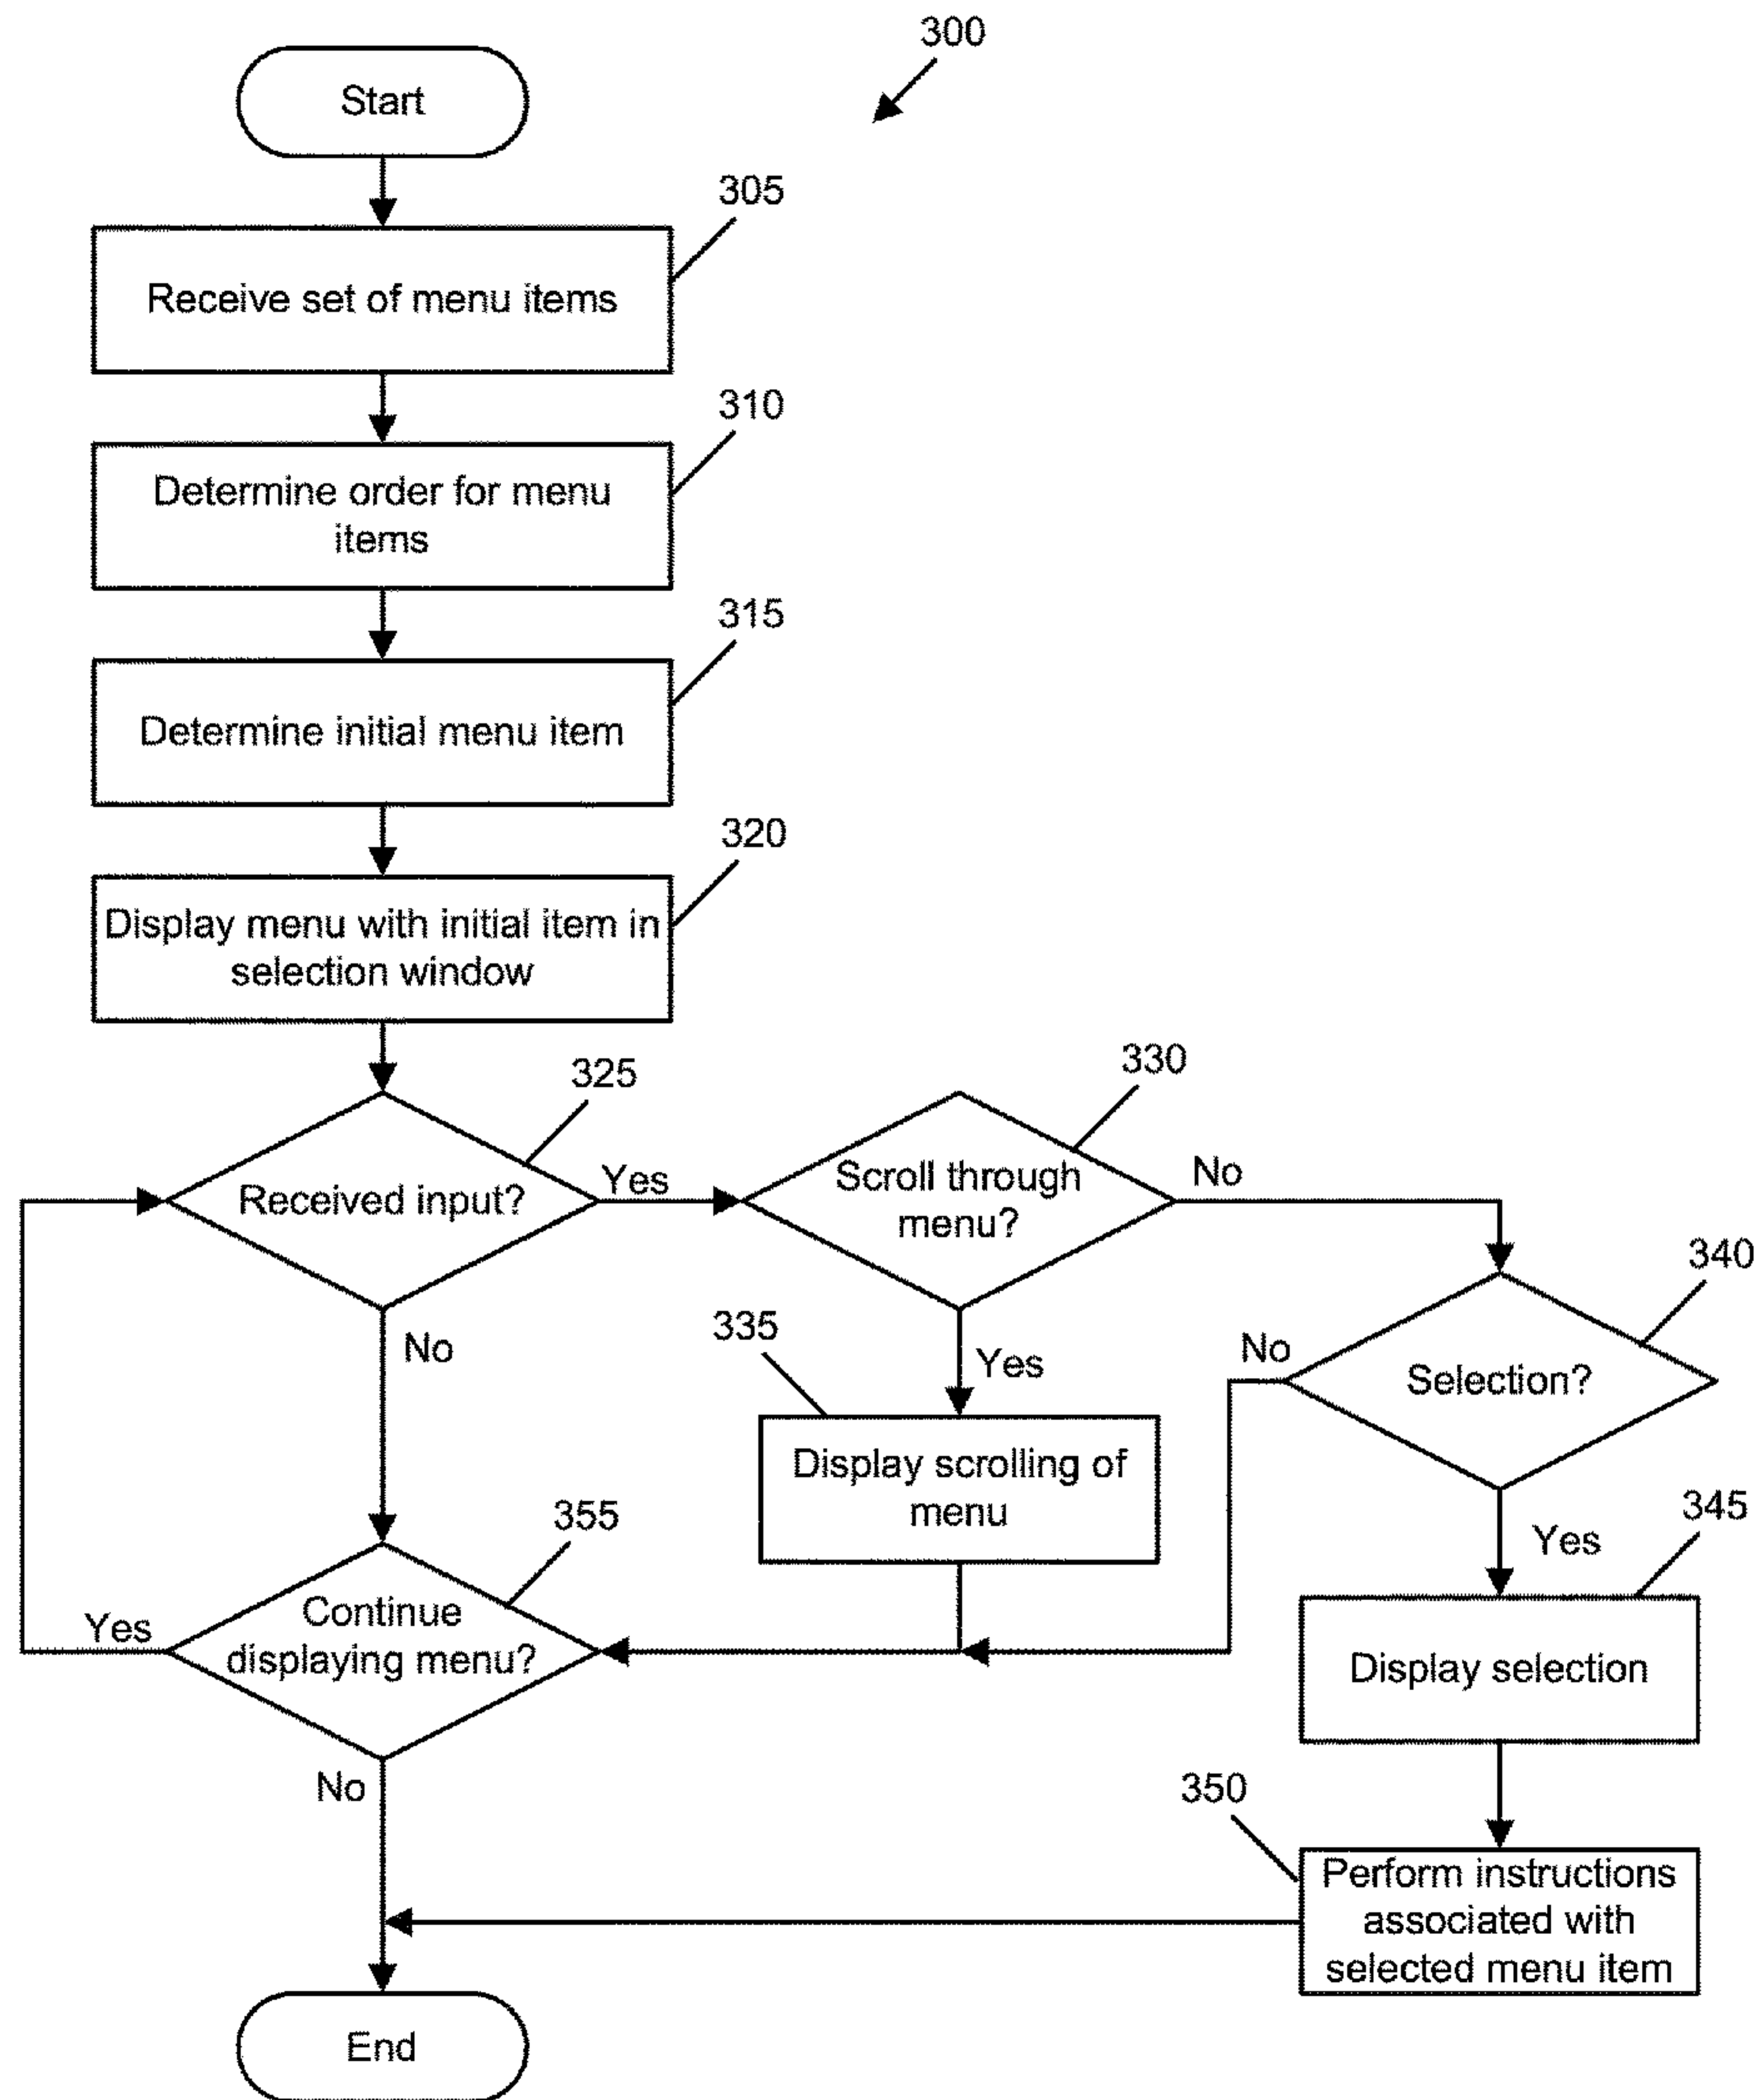 300
Start
305
Receive set of menu items
310
Determine order for menu
items
315
Determine initial menu item
320
Display menu with initial item in
selection window
325
Received input?
Yes
No
330
Scroll through
menu?
No
Yes
335
Display scrolling of
menu
340
Selection?
No
Yes
345
Display selection
350
Perform instructions
associated with
selected menu item
355
Continue
displaying menu?
Yes
No
End